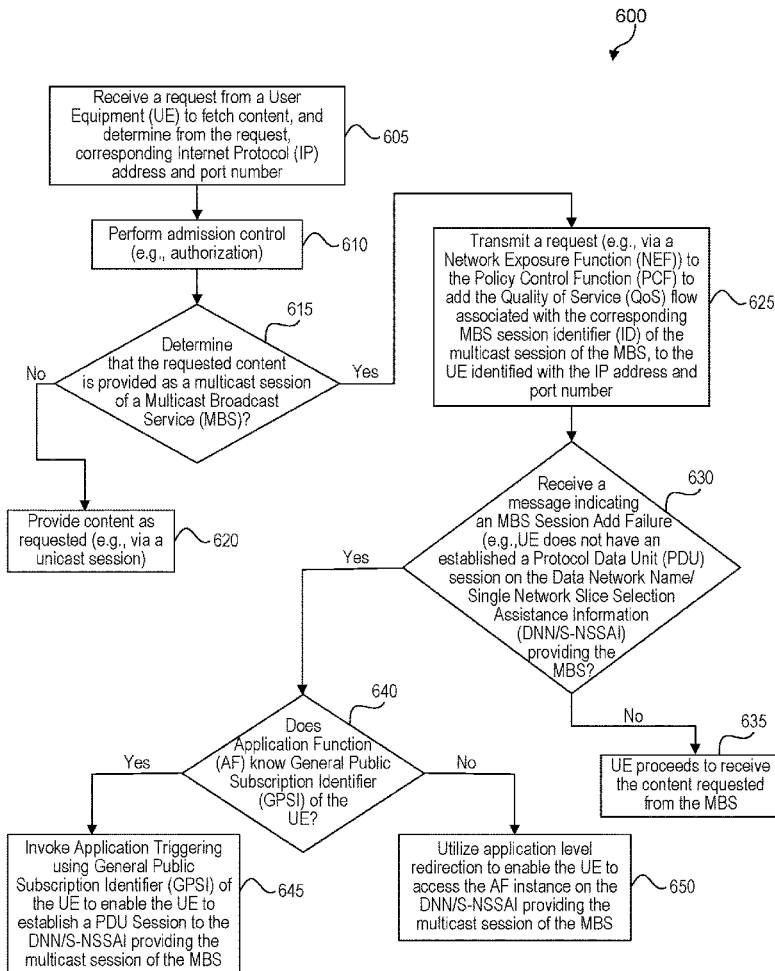 600
Receive a request from a User
Equipment (UE) to fetch content, and
determine from the request,
corresponding Internet Protocol (IP)
address and port number
605
Perform admission control
(e.g., authorization)
610
615
Determine
that the requested content
is provided as a multicast session
of a Multicast Broadcast
Service (MBS)?
No
Yes
Provide content as
requested (e.g., via a
unicast session)
620
Transmit a request (e.g., via a
Network Exposure Function (NEF)) to
the Policy Control Function (PCF) to
add the Quality of Service (QoS) flow
associated with the corresponding
MBS session identifier (ID) of the
multicast session of the MBS, to the
UE identified with the IP address and
port number
625
630
Receive a
message indicating
an MBS Session Add Failure
(e.g.,UE does not have an
established a Protocol Data Unit (PDU)
session on the Data Network Name/
Single Network Slice Selection
Assistance Information
(DNN/S-NSSAI)
providing the
MBS?
Yes
No
635
UE proceeds to receive
the content requested
from the MBS
640
Does
Application Function
(AF) know General Public
Subscription Identifier
(GPSI) of the
UE?
Yes
No
Invoke Application Triggering
using General Public
Subscription Identifier (GPSI) of
the UE to enable the UE to
establish a PDU Session to the
DNN/S-NSSAI providing the
multicast session of the MBS
645
Utilize application level
redirection to enable the UE to
access the AF instance on the
DNN/S-NSSAI providing the
multicast session of the MBS
650